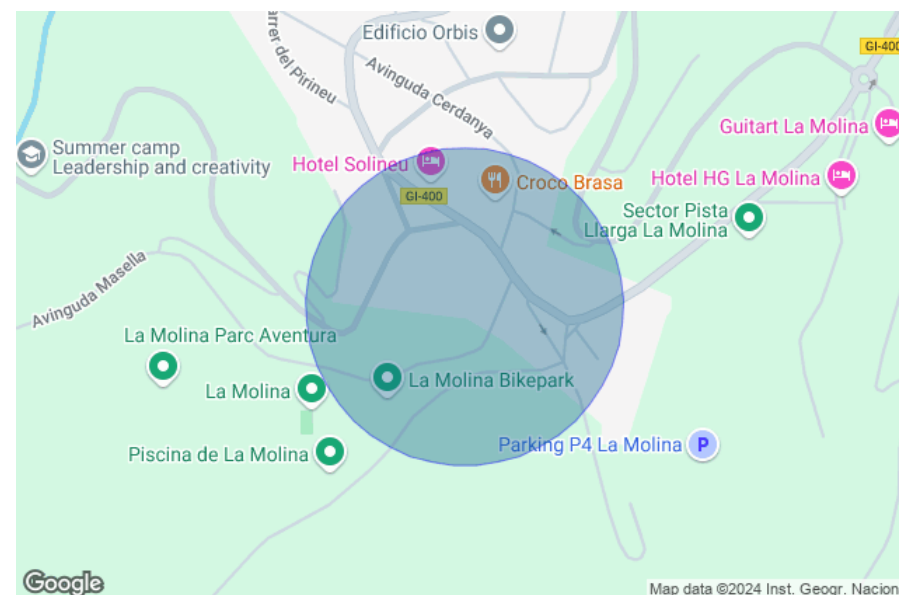 Edificio Orbis
arrer del Pirineu
Avinguda Cerdanya
GI-400
Guitart La Molina
Summer camp
Leadership and creativity
Hotel Solineu
Croco Brasa
Hotel HG La Molina
GI-400
Sector Pista
Llarga La Molina
Avinguda Masella
La Molina Parc Aventura
La Molina
La Molina Bikepark
Piscina de La Molina
Parking P4 La Molina
P
Google
Map data ©2024 Inst. Geogr. Nacion